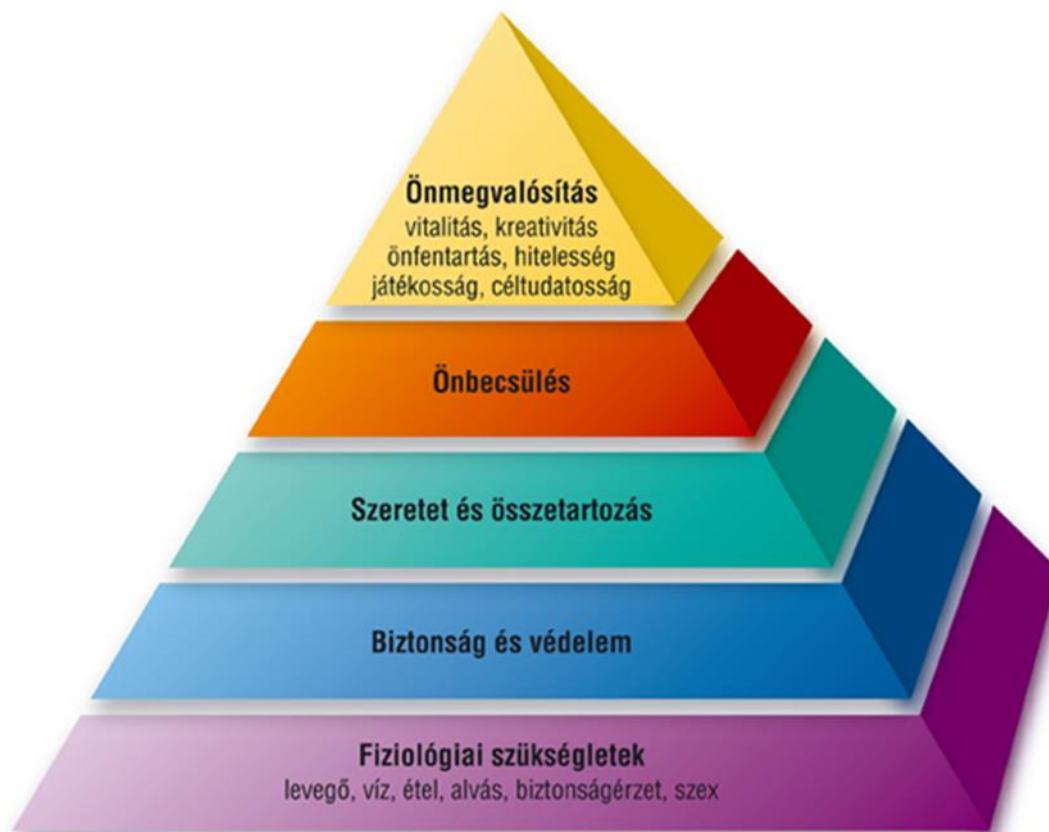 Önmegvalósítás
vitalitás, kreativitás
önfentartás, hitelesség
játékosság, céltudatosság
Önbecsülés
Szeretet és összetartozás
Biztonság és védelem
Fiziológiai szükségletek
levegő, víz, étel, alvás, biztonságérzet, szex